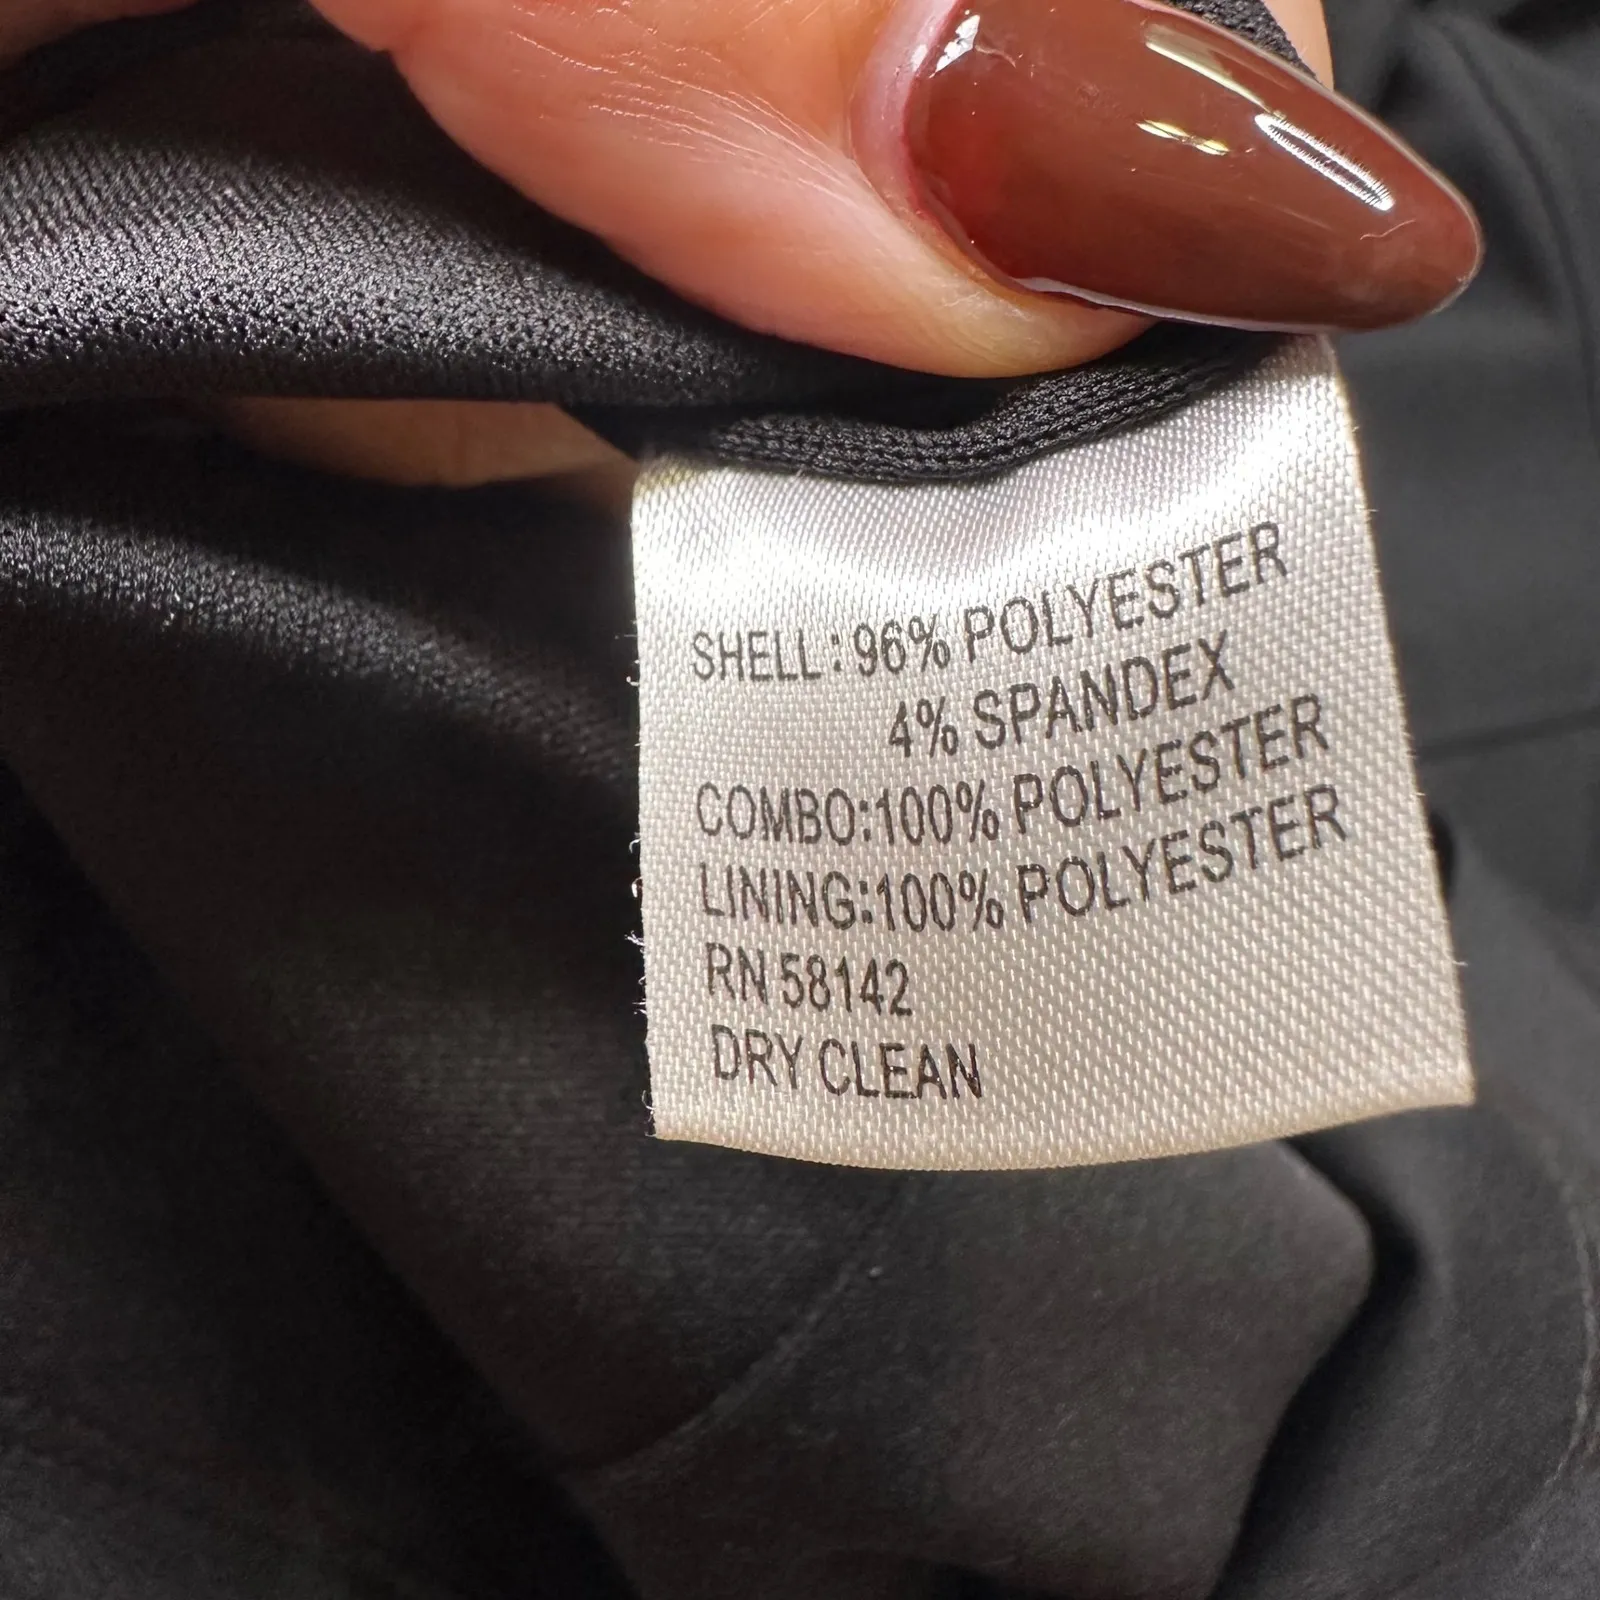 SHELL: 96% POLYESTER
4% SPANDEX
COMBO:100% POLYESTER
LINING:100% POLYESTER
RN 58142
DRY CLEAN